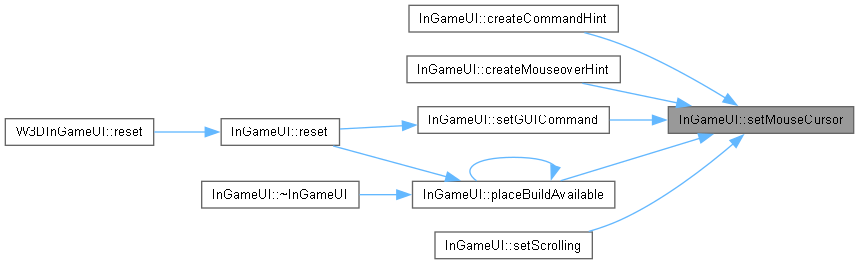 InGameUI::createCommandHint
InGameUI::createMouseoverHint
InGameUI::setMouseCursor
InGameUI::setGUICommand
W3DInGameUI::reset
InGameUI::reset
InGameUI::~InGameUI
InGameUI::placeBuildAvailable
InGameUI::setScrolling